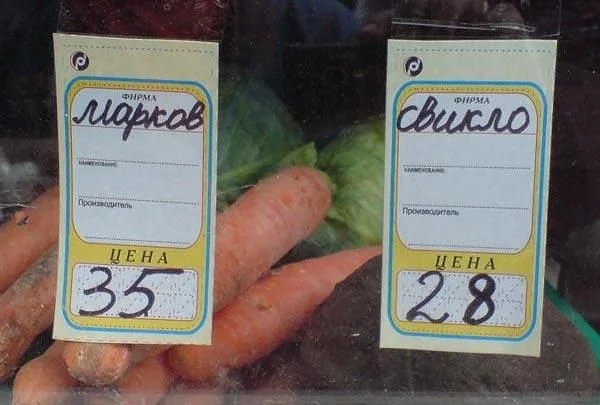 ФИРМА
марков
НАИМЕНОВАНИЕ:
Производитель
ЦЕНА
35
ФИРМА
свикло
НАИМЕНОВАНИЕ:
Производитель
ЦЕНА
28